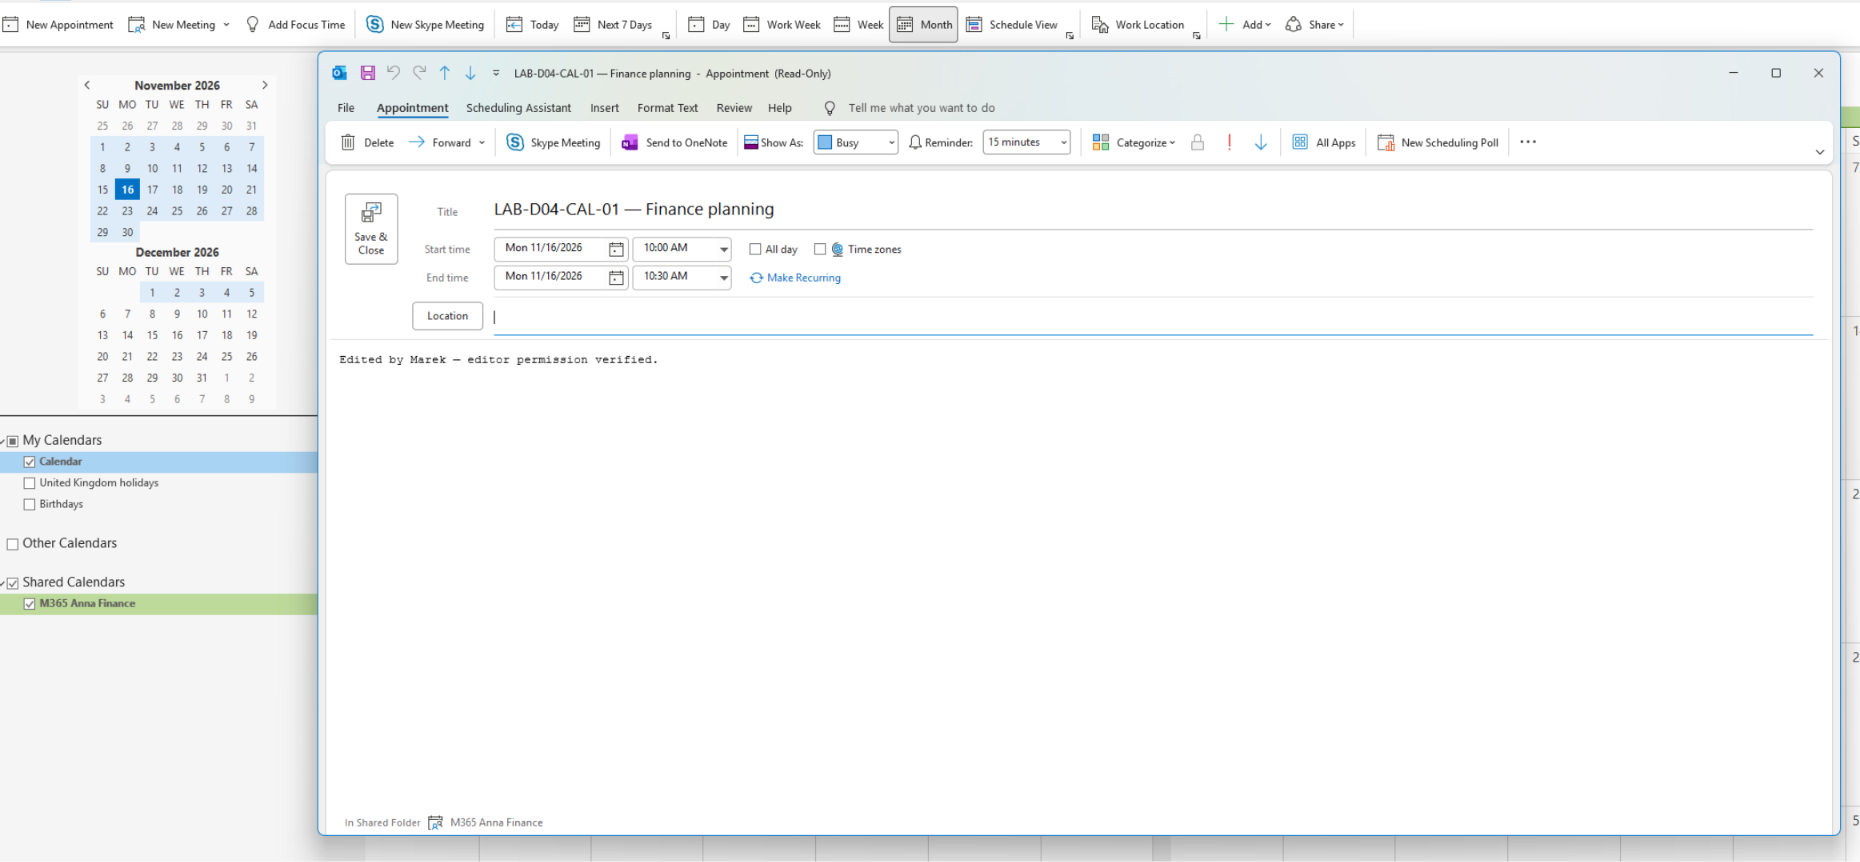 New Appointment New Meeting Add Focus Time New Skype Meeting Today Next 7 Days Day Work Week Week Month Schedule View Work Location Add Share
November 2026
SU MO TU WE TH FR SA
25 26 27 28 29 30 31
1 2 3 4 5 6 7
8 9 10 11 12 13 14
15 16 17 18 19 20 21
22 23 24 25 26 27 28
29 30
December 2026
SU MO TU WE TH FR SA
1 2 3 4 5
6 7 8 9 10 11 12
13 14 15 16 17 18 19
20 21 22 23 24 25 26
27 28 29 30 31 1 2
3 4 5 6 7 8 9
My Calendars
Calendar
United Kingdom holidays
Birthdays
Other Calendars
Shared Calendars
M365 Anna Finance
LAB-D04-CAL-01 — Finance planning - Appointment (Read-Only)
File Appointment Scheduling Assistant Insert Format Text Review Help Tell me what you want to do
Delete Forward Skype Meeting Send to OneNote Show As: Busy Reminder: 15 minutes Categorize All Apps New Scheduling Poll
Save & Close
Title LAB-D04-CAL-01 — Finance planning
Start time Mon 11/16/2026 10:00 AM All day Time zones
End time Mon 11/16/2026 10:30 AM Make Recurring
Location
Edited by Marek — editor permission verified.
In Shared Folder M365 Anna Finance